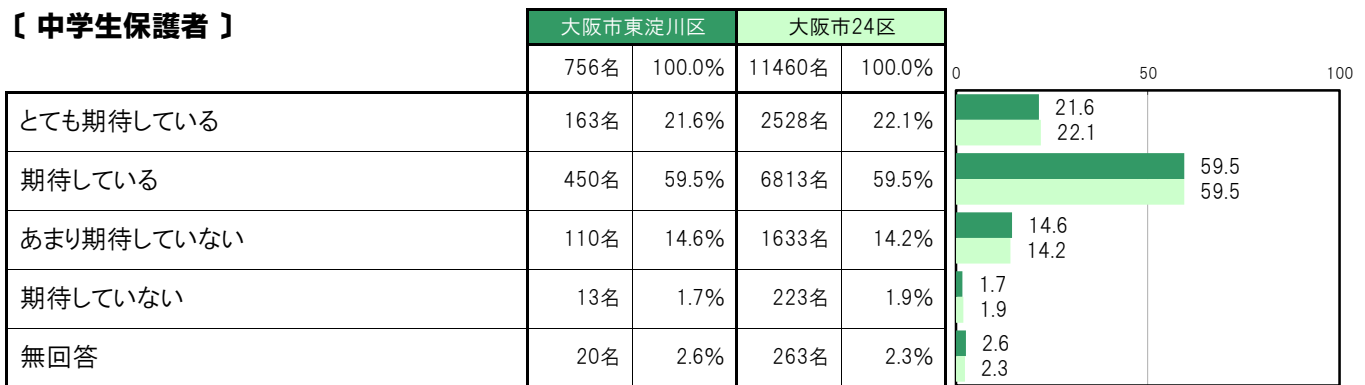 〔 中学生保護者 〕
大阪市東淀川区 大阪市24区
756名 100.0% 11460名 100.0% 0 50 100
とても期待している 163名 21.6% 2528名 22.1% 21.6
22.1
期待している 450名 59.5% 6813名 59.5% 59.5
59.5
あまり期待していない 110名 14.6% 1633名 14.2% 14.6
14.2
期待していない 13名 1.7% 223名 1.9% 1.7
1.9
無回答 20名 2.6% 263名 2.3% 2.6
2.3